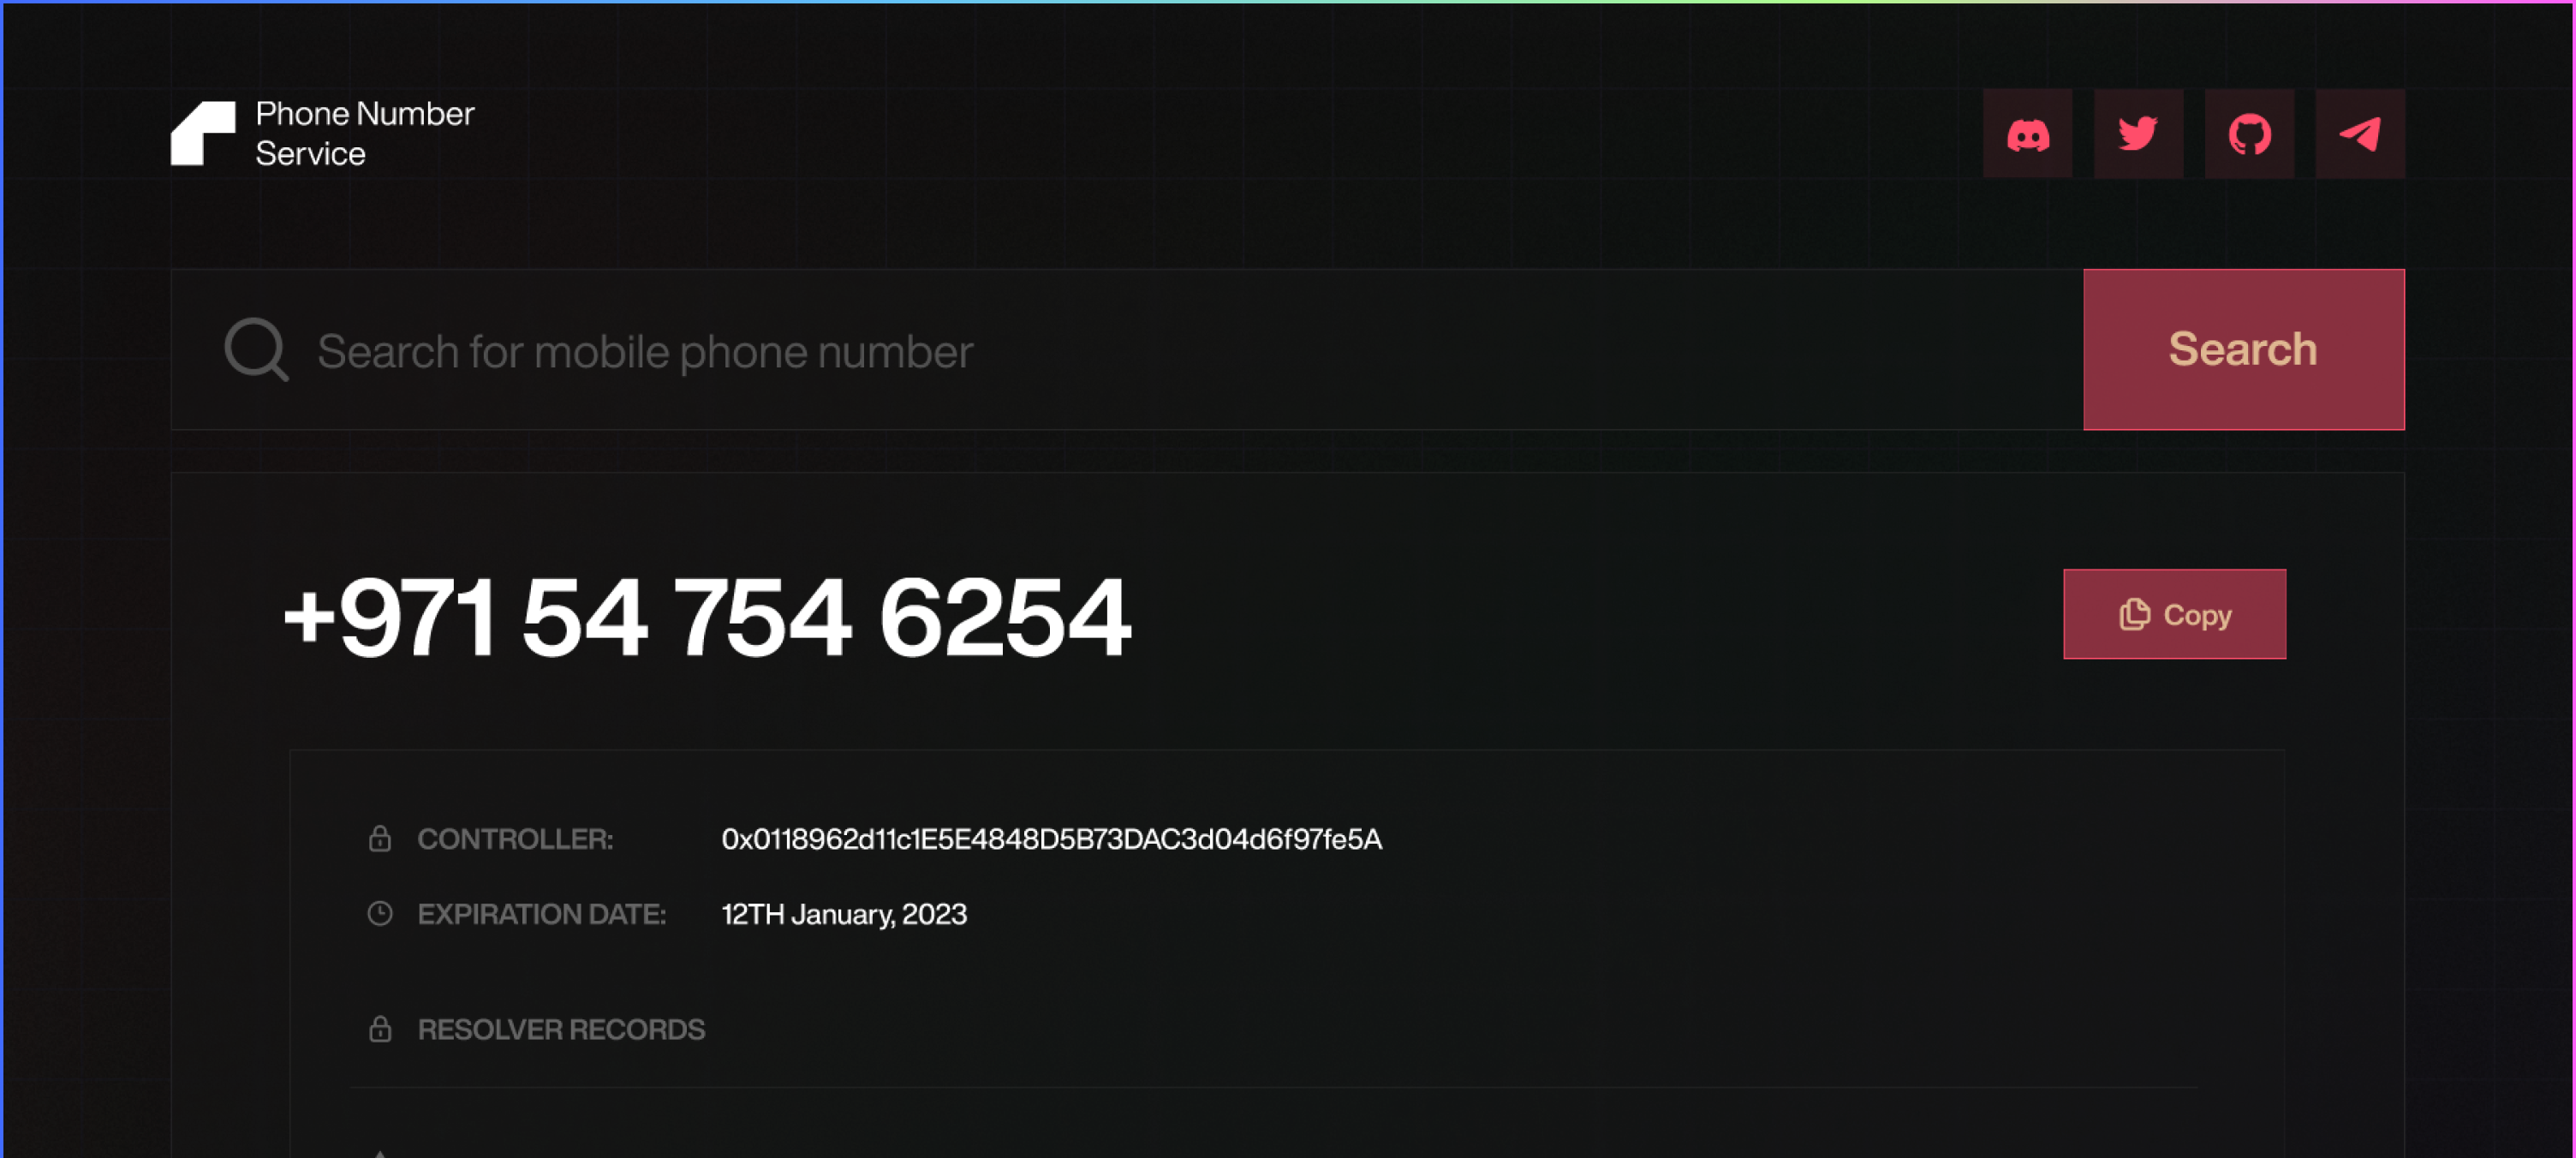 Phone Number
Service
Search for mobile phone number
Search
+971 54 754 6254
Copy
CONTROLLER: 0x0118962d11c1E5E4848D5B73DAC3d04d6f97fe5A
EXPIRATION DATE: 12TH January, 2023
RESOLVER RECORDS